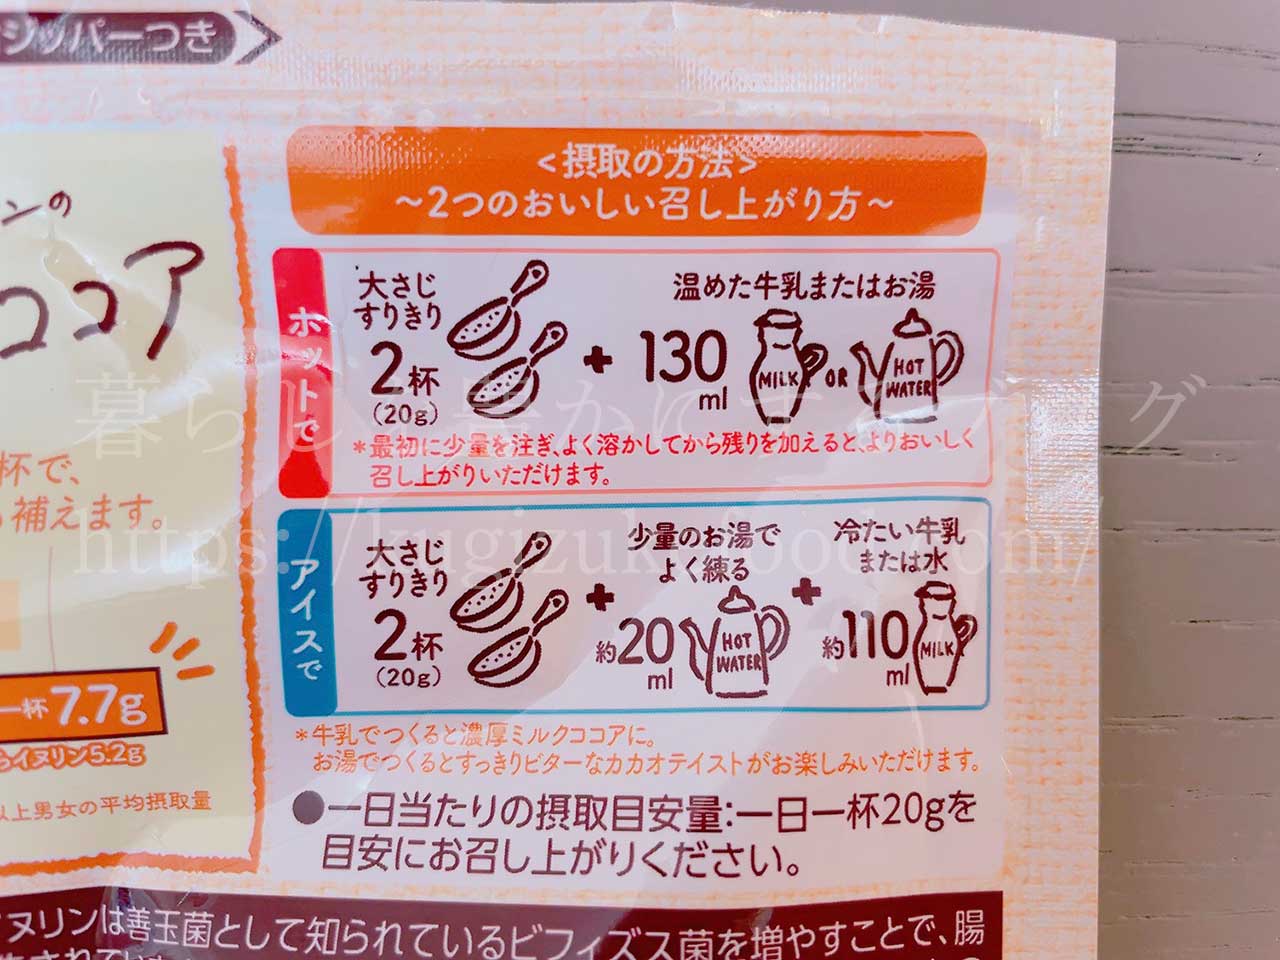 ジッパーつき
ンの
ココア
杯で、
補えます。
一杯7.7g
イヌリン5.2g
以上男女の平均摂取量
<摂取の方法>
～2つのおいしい召し上がり方～
ホットで
大さじ
すりきり
2杯
(20g)
+
温めた牛乳またはお湯
130
ml
MILK
OR
HOT
WATER
*最初に少量を注ぎ、よく溶かしてから残りを加えると、よりおいしく
召し上がりいただけます。
アイスで
大さじ
すりきり
2杯
(20g)
+
少量のお湯で
よく練る
約20
ml
HOT
WATER
+
冷たい牛乳
または水
約110
ml
MILK
*牛乳でつくると濃厚ミルクココアに。
お湯でつくるとすっきりビターなカカオテイストがお楽しみいただけます。
●一日当たりの摂取目安量:一日一杯20gを
目安にお召し上がりください。
イヌリンは善玉菌として知られているビフィズス菌を増やすことで、腸
https://kugizuke-food.com/